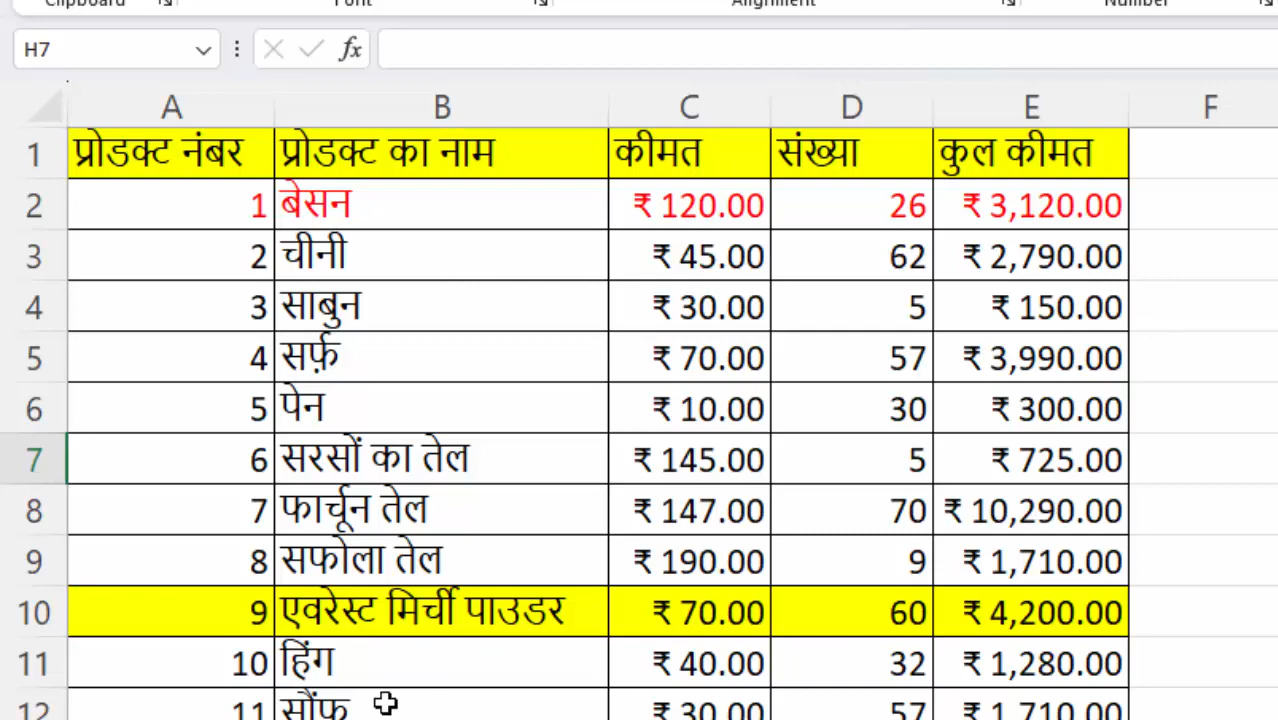 Clipboard Font Alignment Number
H7 fx
A B C D E F
1 प्रोडक्ट नंबर प्रोडक्ट का नाम कीमत संख्या कुल कीमत
2 1 बेसन ₹ 120.00 26 ₹ 3,120.00
3 2 चीनी ₹ 45.00 62 ₹ 2,790.00
4 3 साबुन ₹ 30.00 5 ₹ 150.00
5 4 सर्फ़ ₹ 70.00 57 ₹ 3,990.00
6 5 पेन ₹ 10.00 30 ₹ 300.00
7 6 सरसों का तेल ₹ 145.00 5 ₹ 725.00
8 7 फार्चून तेल ₹ 147.00 70 ₹ 10,290.00
9 8 सफोला तेल ₹ 190.00 9 ₹ 1,710.00
10 9 एवरेस्ट मिर्ची पाउडर ₹ 70.00 60 ₹ 4,200.00
11 10 हिंग ₹ 40.00 32 ₹ 1,280.00
12 11 सौंफ ₹ 30.00 57 ₹ 1,710.00